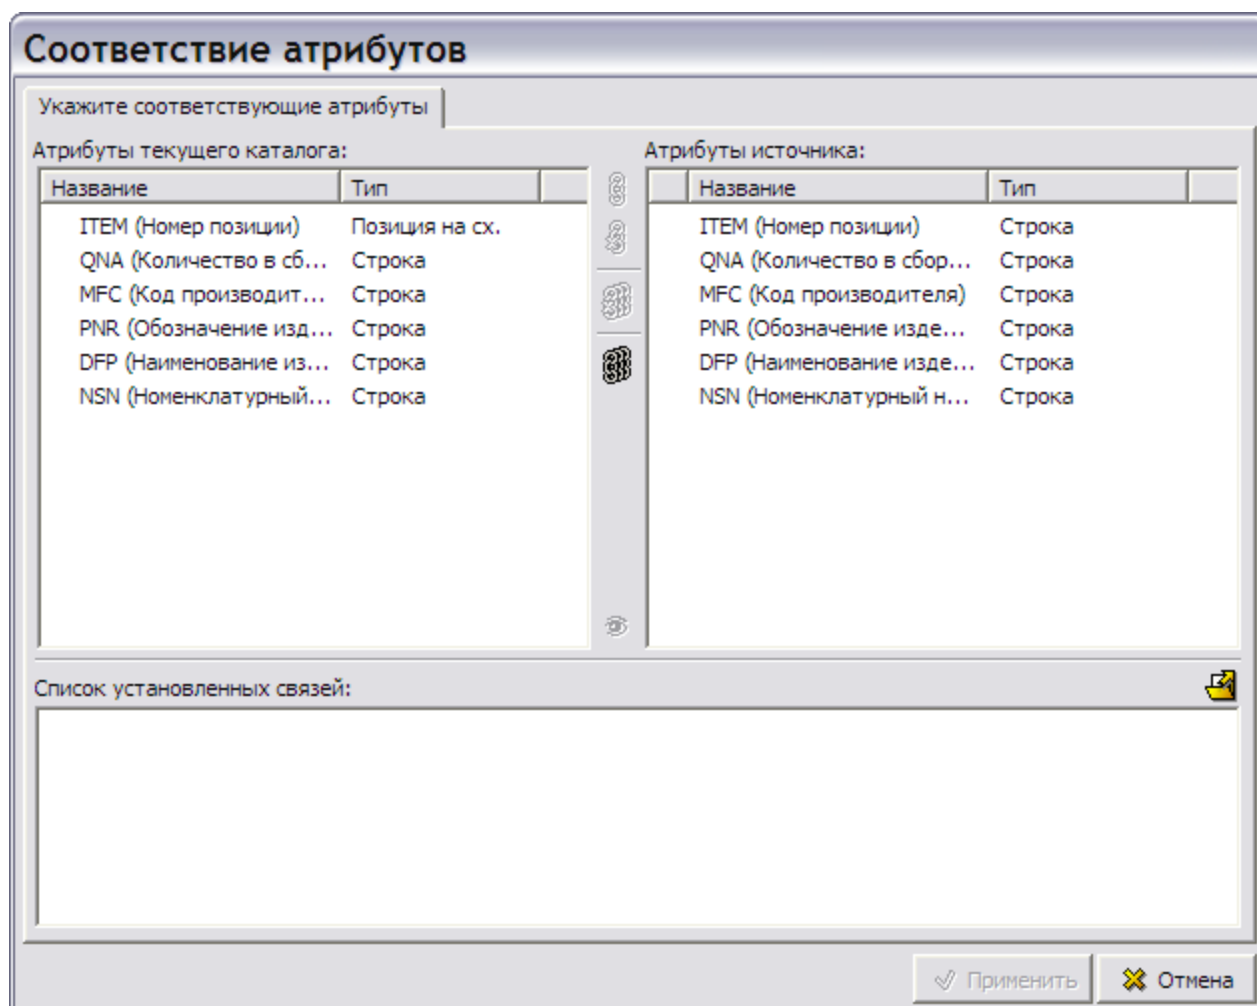 Соответствие атрибутов
Укажите соответствующие атрибуты
Атрибуты текущего каталога:
Название Тип
ITEM (Номер позиции) Позиция на сх.
QNA (Количество в сб... Строка
MFC (Код производит... Строка
PNR (Обозначение изд... Строка
DFP (Наименование из... Строка
NSN (Номенклатурный... Строка
Атрибуты источника:
Название Тип
ITEM (Номер позиции) Строка
QNA (Количество в сбор... Строка
MFC (Код производителя) Строка
PNR (Обозначение изде... Строка
DFP (Наименование изде... Строка
NSN (Номенклатурный н... Строка
Список установленных связей:
Применить Отмена